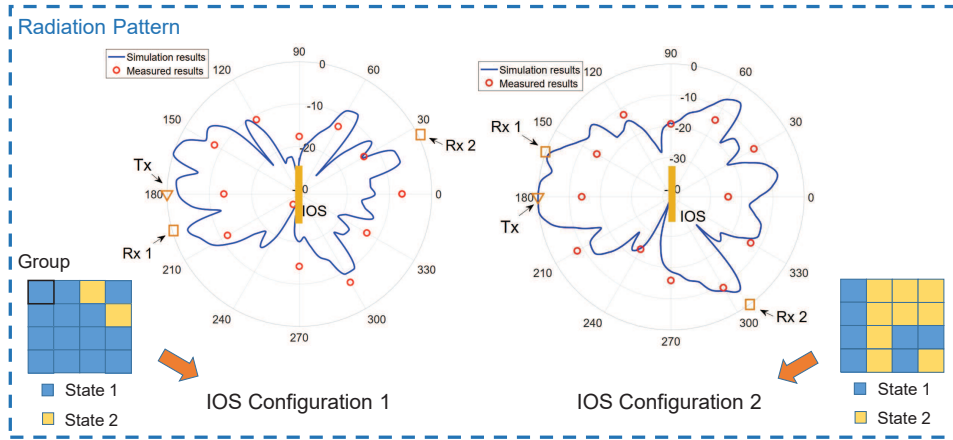 Radiation Pattern
Simulation results
Measured results
90
0
120
60
-10
150
30
Rx 2
-20
Tx
180
-30
0
IOS
Rx 1
210
330
240
300
270
Simulation results
Measured results
90
0
120
60
-10
Rx 1
150
30
-20
-30
180
0
Tx
IOS
210
330
240
300
Rx 2
270
Group
State 1
State 2
IOS Configuration 1
IOS Configuration 2
State 1
State 2